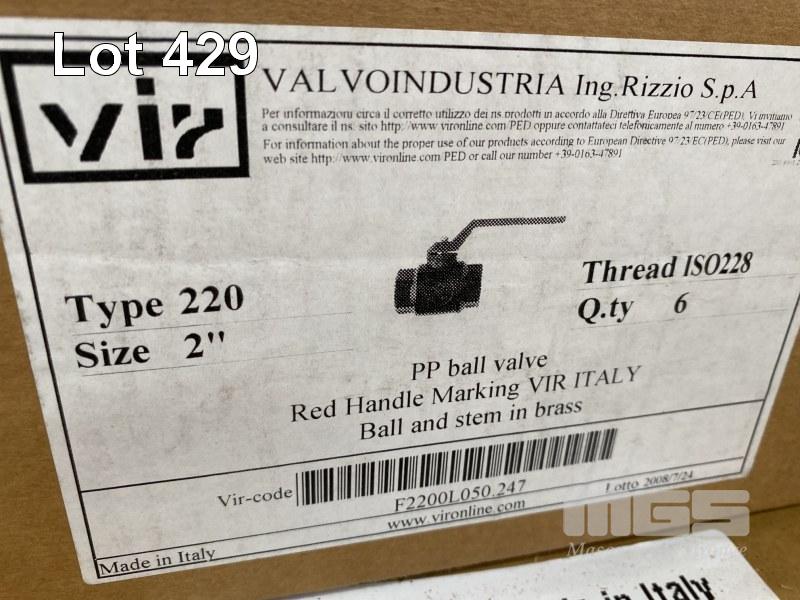 Lot 429
vir
VALVOINDUSTRIA Ing.Rizzio S.p.A
Per informazioni circa il corretto utilizzo dei ns.prodotti in accordo alla Direttiva Europea 97/23/CE(PED), Vi invitiamo
a consultare il ns. sito http://www.vironline.com/PED oppure contattateci telefonicamente al numero +39-0163-47891
For information about the proper use of our products according to European Directive 97/23/EC(PED), please visit our
web site http://www.vironline.com/PED or call our number +39-0163-47891
Type 220
Size 2"
Thread ISO228
Q.ty 6
PP ball valve
Red Handle Marking VIR ITALY
Ball and stem in brass
Vir-code
F2200L050.247
Lotto 2008/7/24
www.vironline.com
Made in Italy
MGS
in Italy